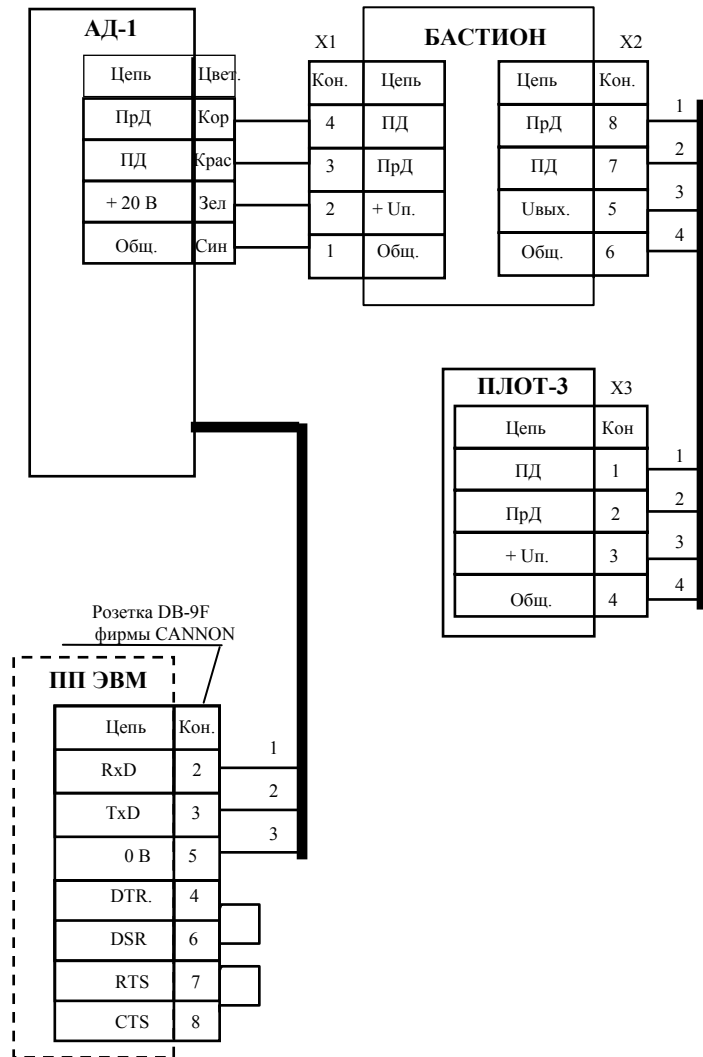 АД-1
Цепь Цвет.
ПрД Кор
ПД Крас
+ 20 В Зел
Общ. Син
X1 БАСТИОН X2
Кон. Цепь Цепь Кон.
4 ПД ПрД 8 1
3 ПрД ПД 7 2
2 + Uп. Uвых. 5 3
1 Общ. Общ. 6 4
ПЛОТ-3 X3
Цепь Кон
ПД 1 1
ПрД 2 2
+ Uп. 3 3
Общ. 4 4
Розетка DB-9F
фирмы CANNON
ПП ЭВМ
Цепь Кон.
RxD 2 1
TxD 3 2
0 В 5 3
DTR. 4
DSR 6
RTS 7
CTS 8